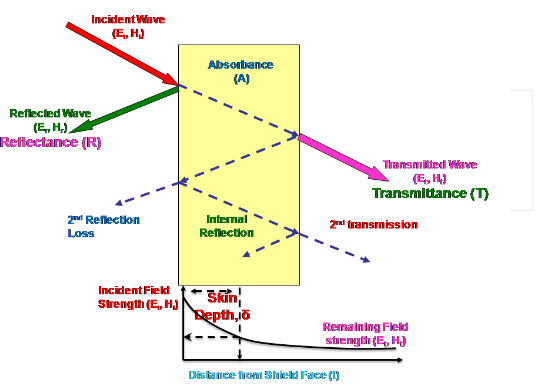 Incident Wave
(Eᵢ, Hᵢ)
Absorbance
(A)
Reflected Wave
(Eᵣ, Hᵣ)
Reflectance (R)
Transmitted Wave
(Eₜ, Hₜ)
Transmittance (T)
2nd Reflection
Loss
Internal
Reflection
2nd transmission
Incident Field
Strength (Eᵢ, Hᵢ)
Skin
Depth, δ
Remaining Field
strength (Eₜ, Hₜ)
Distance from Shield Face (t)